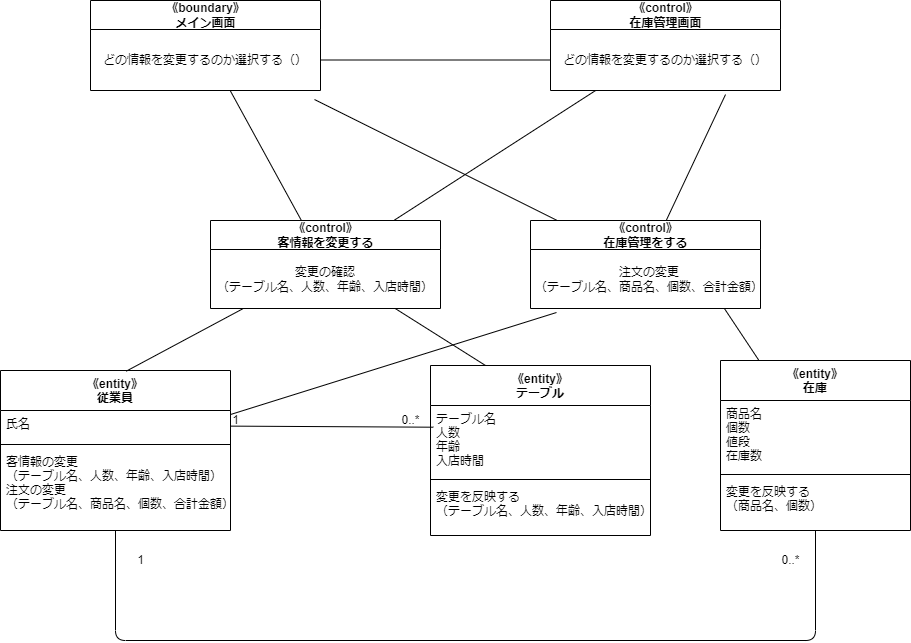 《boundary》
メイン画面
どの情報を変更するのか選択する（）
《control》
在庫管理画面
どの情報を変更するのか選択する（）
《control》
客情報を変更する
変更の確認
（テーブル名、人数、年齢、入店時間）
《control》
在庫管理をする
注文の変更
（テーブル名、商品名、個数、合計金額）
《entity》
従業員
氏名
客情報の変更
（テーブル名、人数、年齢、入店時間）
注文の変更
（テーブル名、商品名、個数、合計金額）
1
0..*
《entity》
テーブル
テーブル名
人数
年齢
入店時間
変更を反映する
（テーブル名、人数、年齢、入店時間）
《entity》
在庫
商品名
個数
値段
在庫数
変更を反映する
（商品名、個数）
1
0..*